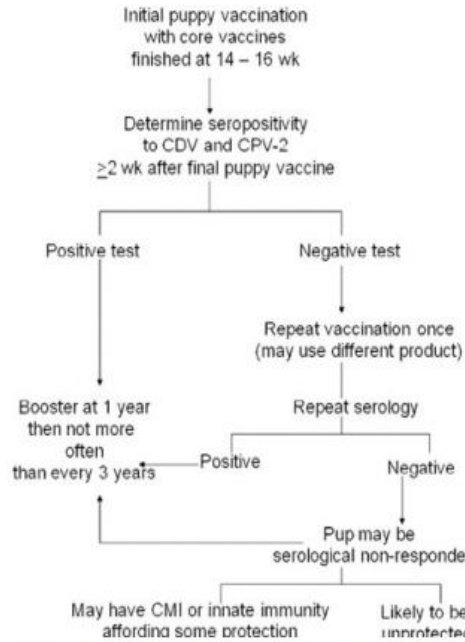 Initial puppy vaccination
with core vaccines
finished at 14 – 16 wk
Determine seropositivity
to CDV and CPV-2
≥2 wk after final puppy vaccine
Positive test
Negative test
Repeat vaccination once
(may use different product)
Booster at 1 year
then not more
often
than every 3 years
Repeat serology
Positive
Negative
Pup may be
serological non-responde
May have CMI or innate immunity
affording some protection
Likely to be
unprotected